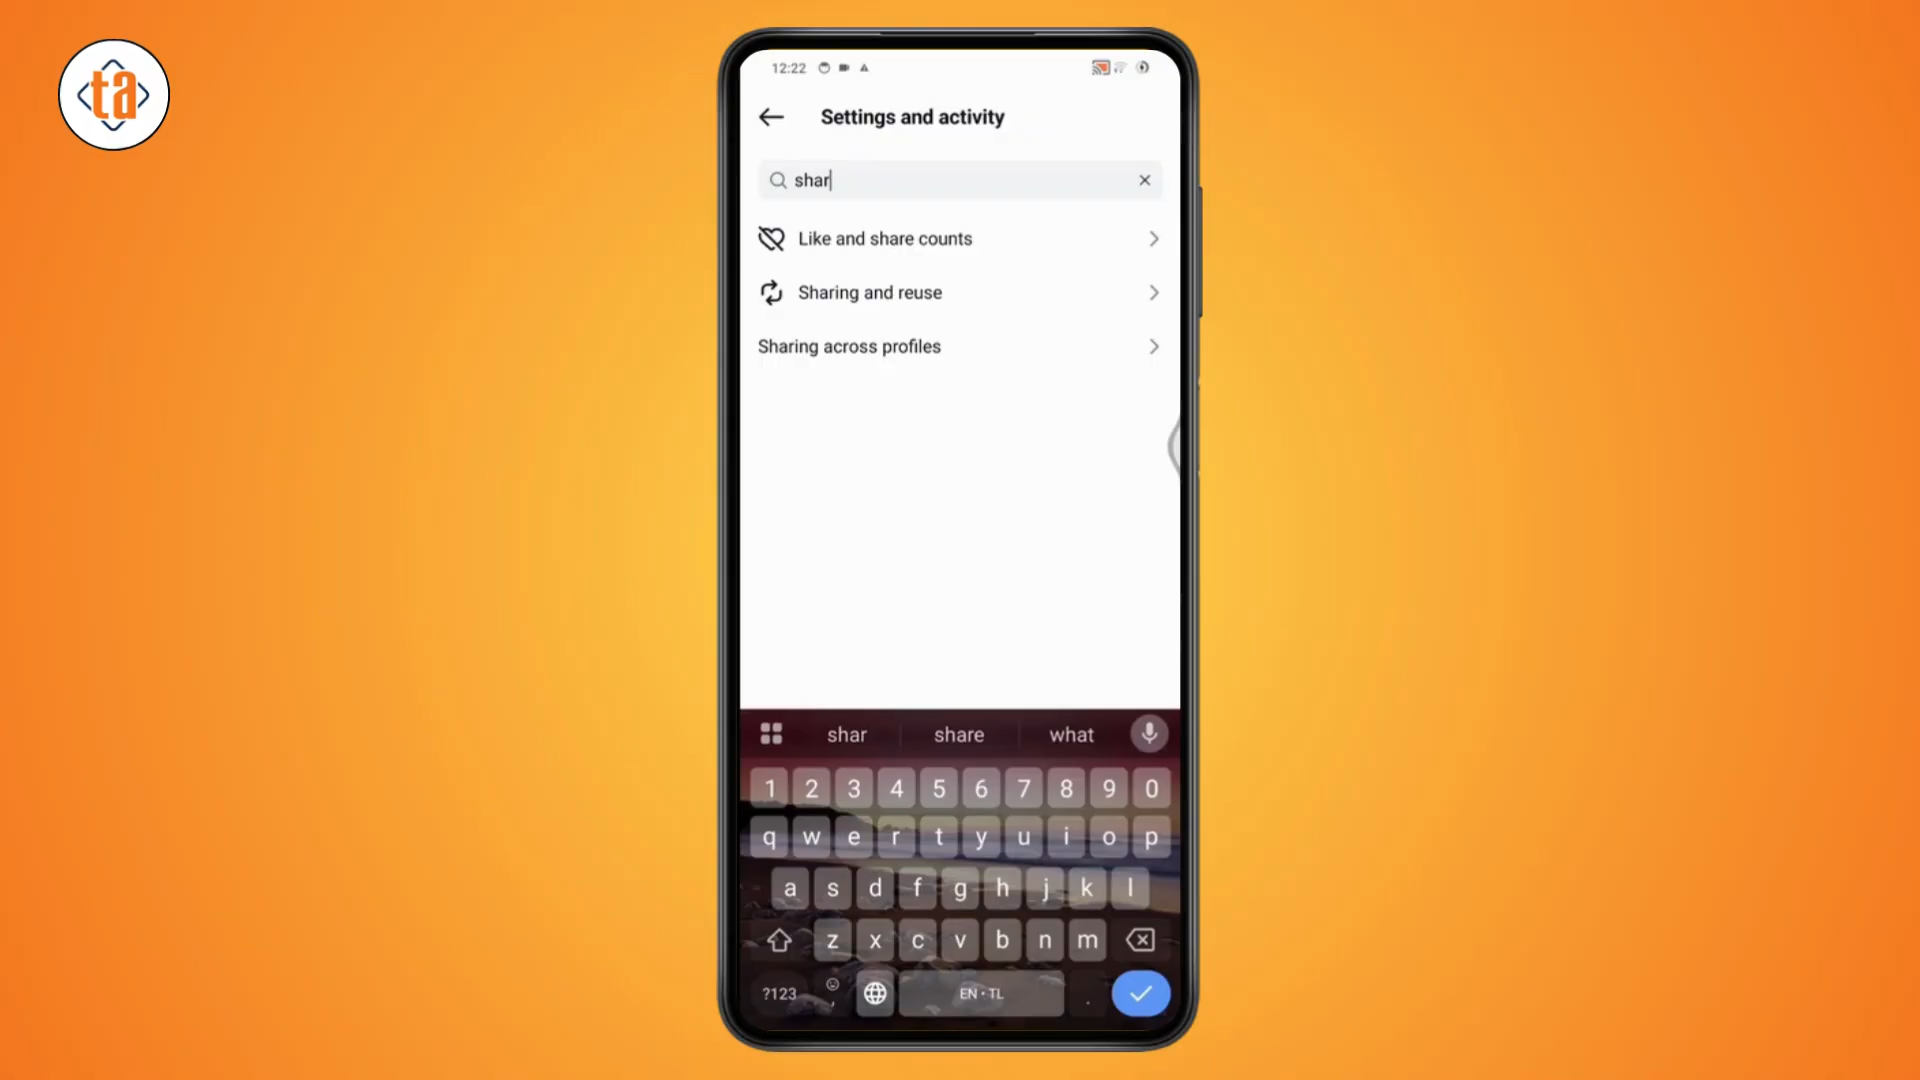 ta
12:22
Settings and activity
shar
Like and share counts
Sharing and reuse
Sharing across profiles
shar share what
1 2 3 4 5 6 7 8 9 0
q w e r t y u i o p
a s d f g h j k l
z x c v b n m
?123 , EN • TL .